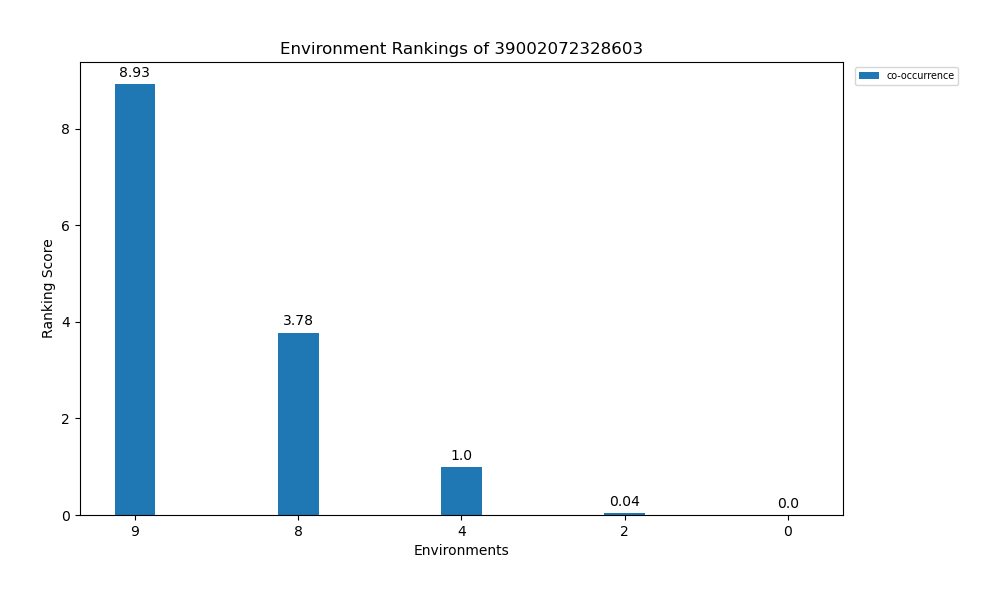 Environment Rankings of 39002072328603
co-occurrence
8.93
3.78
1.0
0.04
0.0
Ranking Score
8
6
4
2
0
9 8 4 2 0
Environments